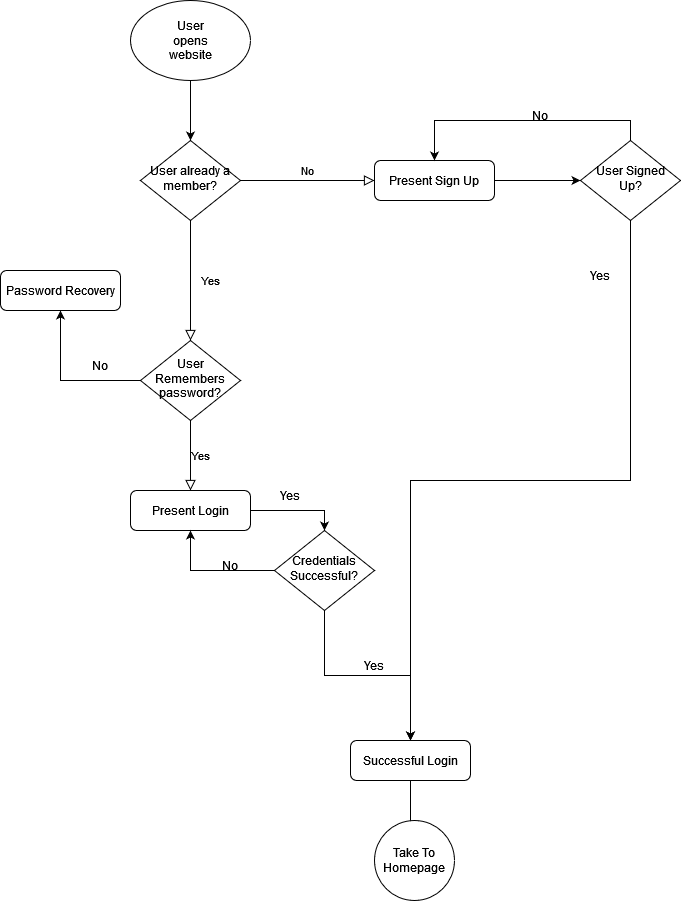 User
opens
website
User already a
member?
No
Present Sign Up
No
User Signed
Up?
Yes
Yes
Password Recovery
No
User
Remembers
password?
Yes
Present Login
Yes
No
Credentials
Successful?
Yes
Successful Login
Take To
Homepage